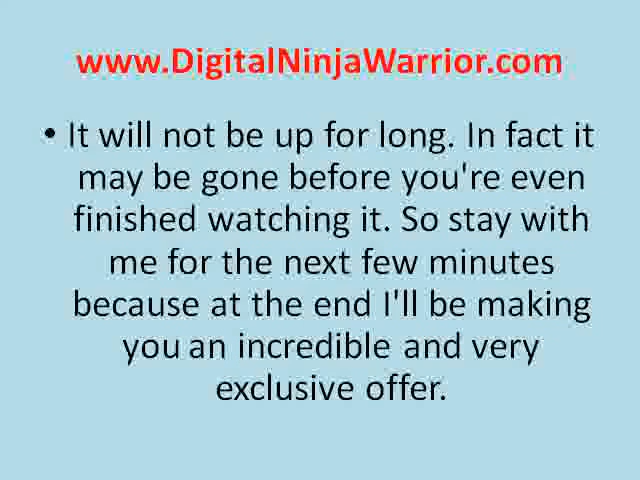 www.DigitalNinjaWarrior.com
• It will not be up for long. In fact it
may be gone before you're even
finished watching it. So stay with
me for the next few minutes
because at the end I'll be making
you an incredible and very
exclusive offer.